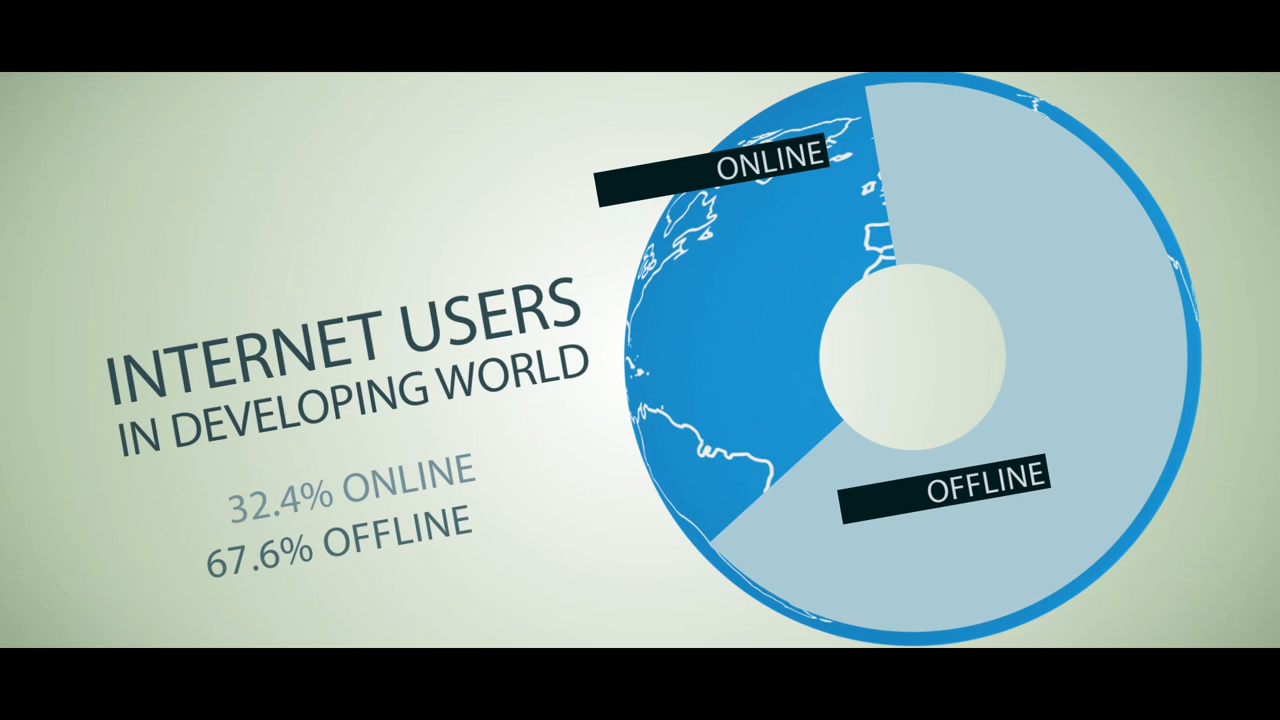 INTERNET USERS
IN DEVELOPING WORLD
32.4% ONLINE
67.6% OFFLINE
ONLINE
OFFLINE